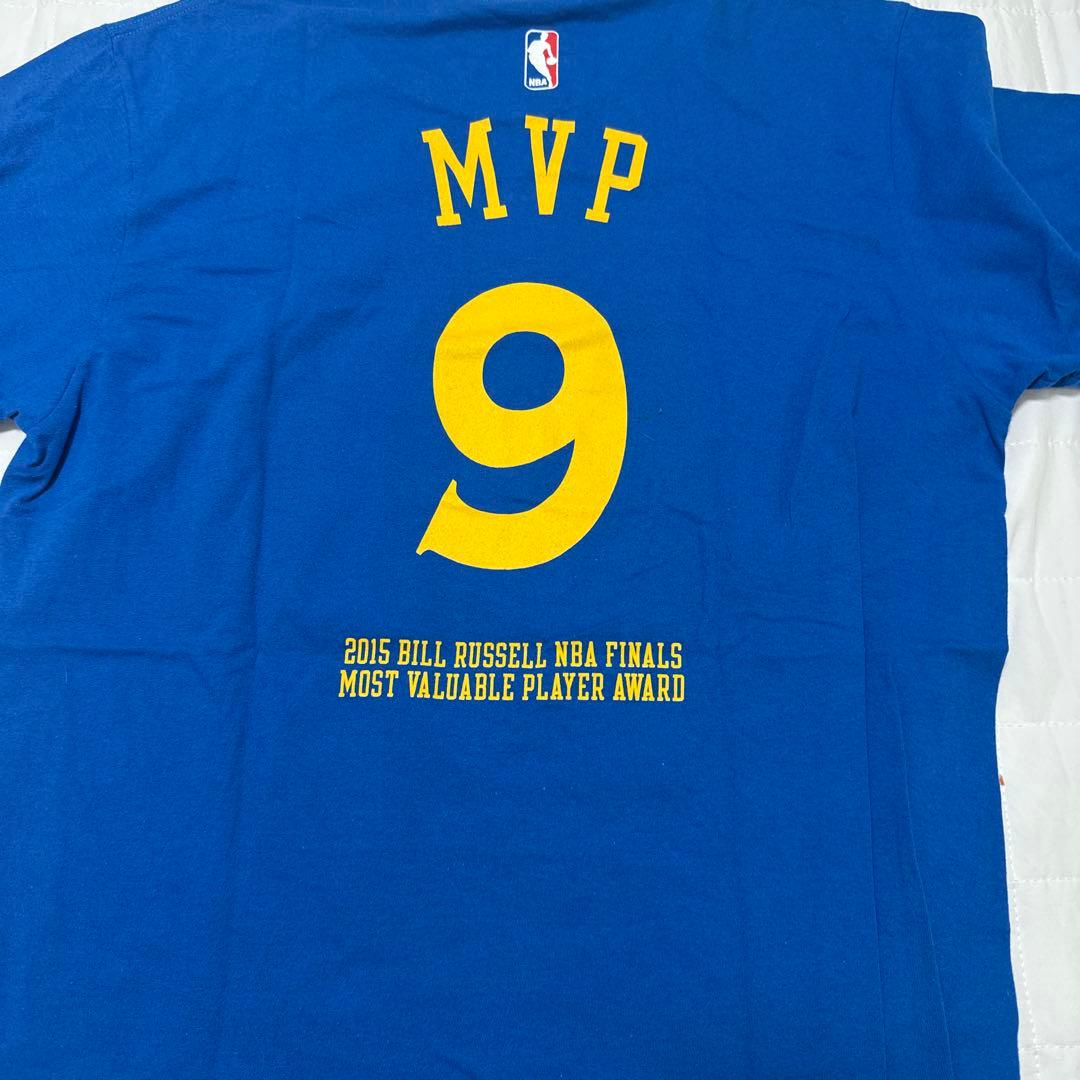 NBA
MVP
9
2015 BILL RUSSELL NBA FINALS
MOST VALUABLE PLAYER AWARD